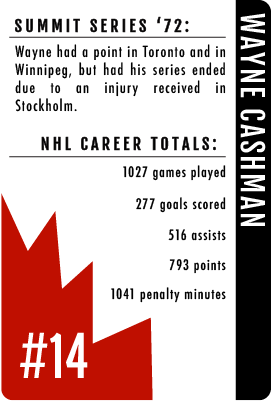 SUMMIT SERIES ‘72:
Wayne had a point in Toronto and in
Winnipeg, but had his series ended
due to an injury received in
Stockholm.
NHL CAREER TOTALS:
1027 games played
277 goals scored
516 assists
793 points
1041 penalty minutes
#14
WAYNE CASHMAN